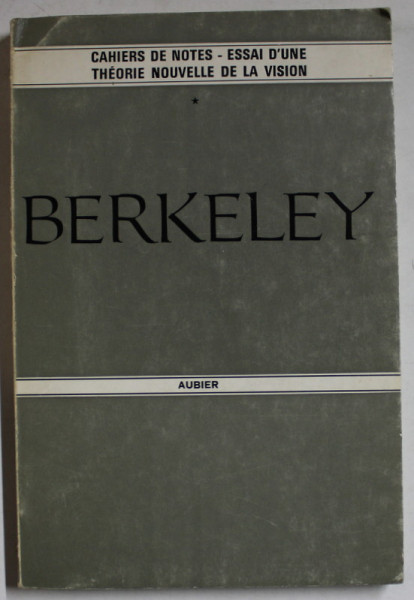 CAHIERS DE NOTES - ESSAI D'UNE
THÉORIE NOUVELLE DE LA VISION
*
BERKELEY
AUBIER